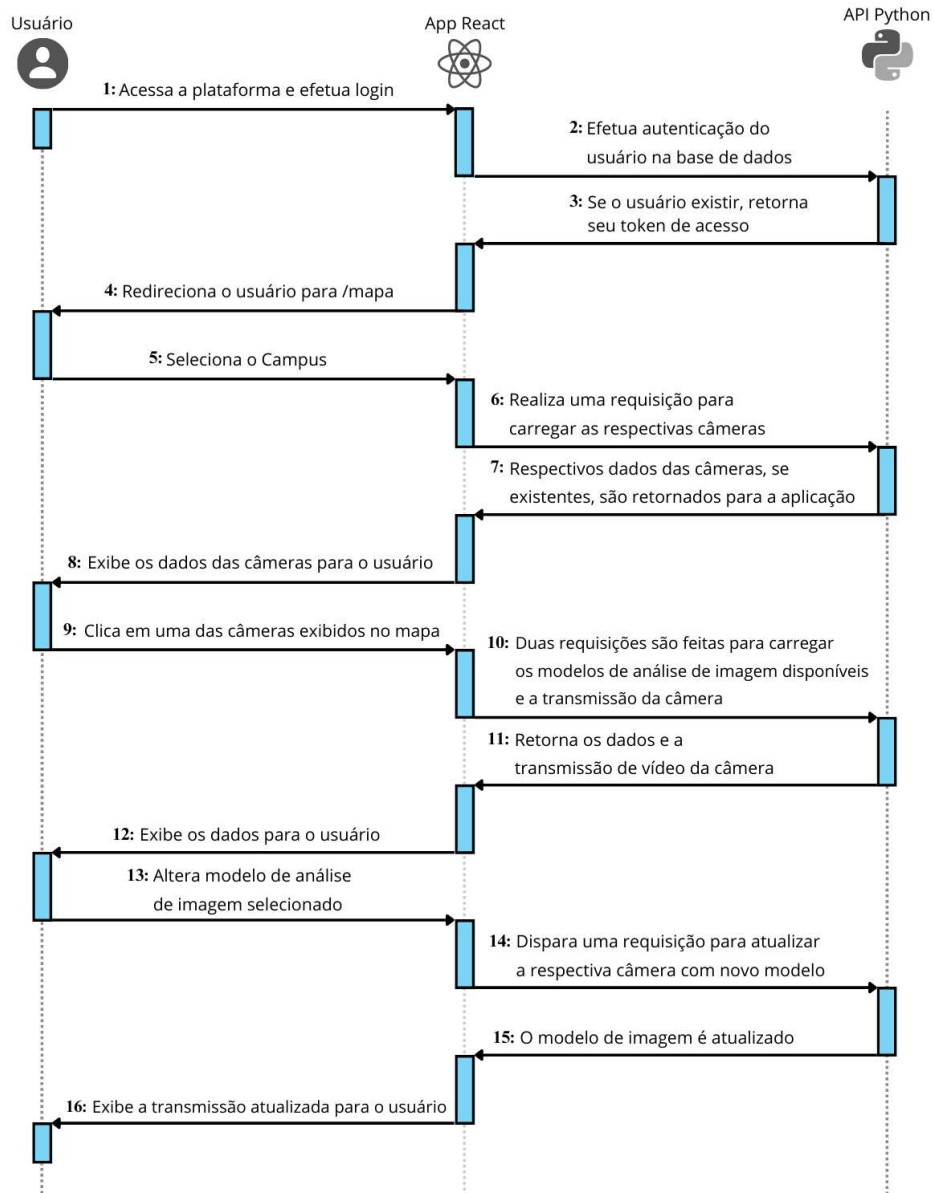 Usuário
App React
API Python
1: Acessa a plataforma e efetua login
2: Efetua autenticação do
usuário na base de dados
3: Se o usuário existir, retorna
seu token de acesso
4: Redireciona o usuário para /mapa
5: Seleciona o Campus
6: Realiza uma requisição para
carregar as respectivas câmeras
7: Respectivos dados das câmeras, se
existentes, são retornados para a aplicação
8: Exibe os dados das câmeras para o usuário
9: Clica em uma das câmeras exibidos no mapa
10: Duas requisições são feitas para carregar
os modelos de análise de imagem disponíveis
e a transmissão da câmera
11: Retorna os dados e a
transmissão de vídeo da câmera
12: Exibe os dados para o usuário
13: Altera modelo de análise
de imagem selecionado
14: Dispara uma requisição para atualizar
a respectiva câmera com novo modelo
15: O modelo de imagem é atualizado
16: Exibe a transmissão atualizada para o usuário